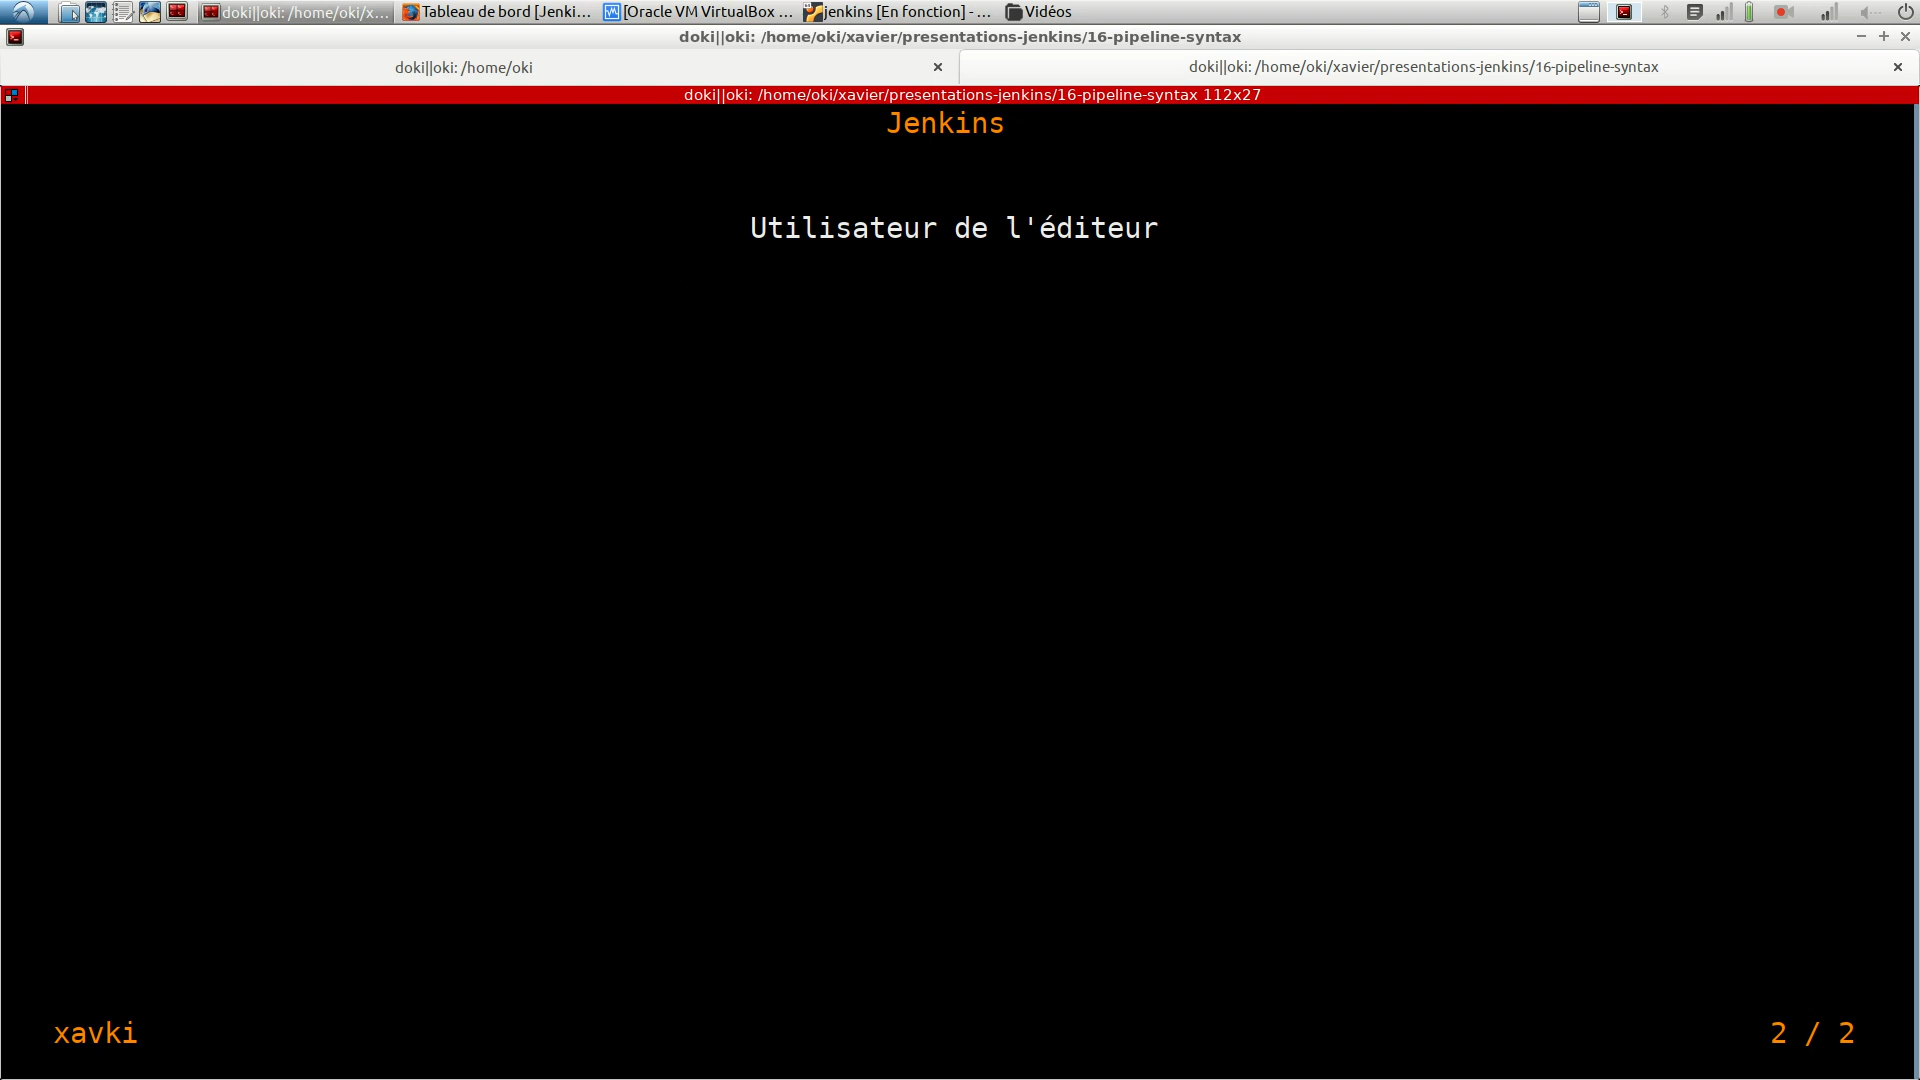 doki||oki: /home/oki/x... Tableau de bord [Jenki... [Oracle VM VirtualBox ... jenkins [En fonction] - ... Vidéos
doki||oki: /home/oki/xavier/presentations-jenkins/16-pipeline-syntax
doki||oki: /home/oki doki||oki: /home/oki/xavier/presentations-jenkins/16-pipeline-syntax
doki||oki: /home/oki/xavier/presentations-jenkins/16-pipeline-syntax 112x27
Jenkins
Utilisateur de l'éditeur
xavki 2 / 2